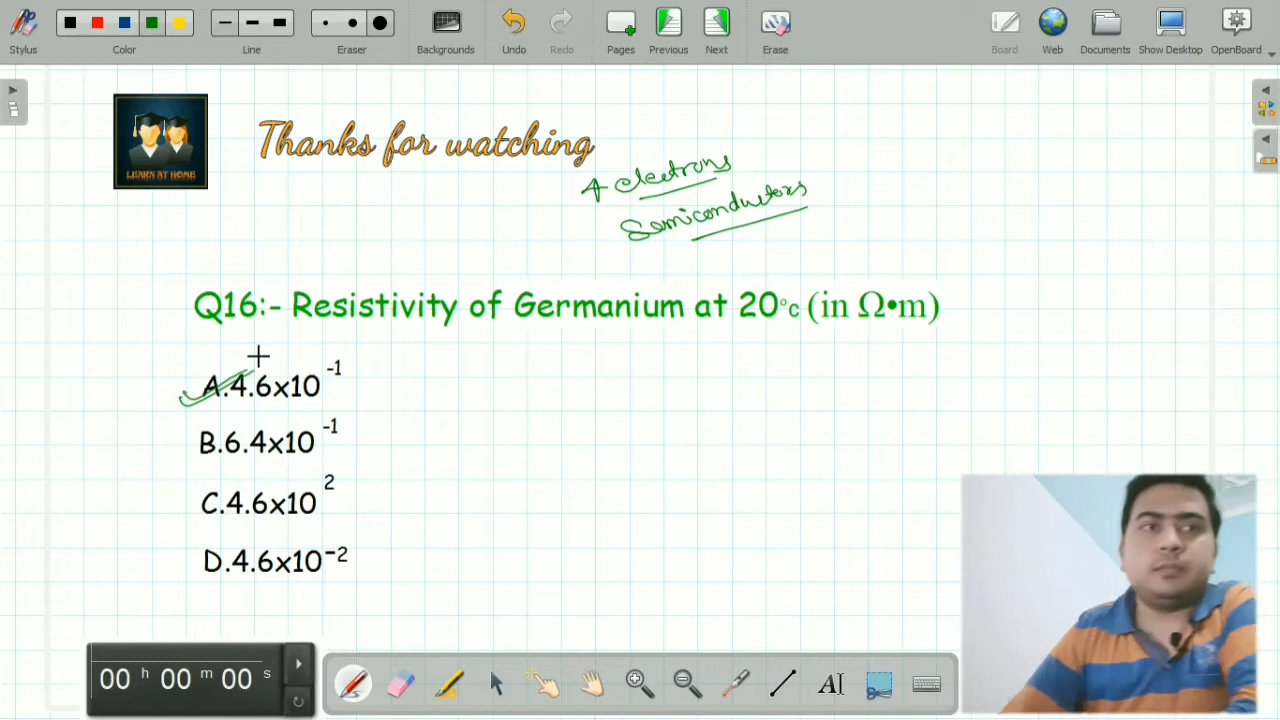 Stylus Color Line Eraser Backgrounds Undo Redo Pages Previous Next Erase Board Web Documents Show Desktop OpenBoard
LEARN AT HOME
Thanks for watching
4 electrons
Semiconductors
Q16:- Resistivity of Germanium at 20°c (in Ω•m)
A.4.6x10⁻¹
B.6.4x10⁻¹
C.4.6x10²
D.4.6x10⁻²
00 h 00 m 00 s